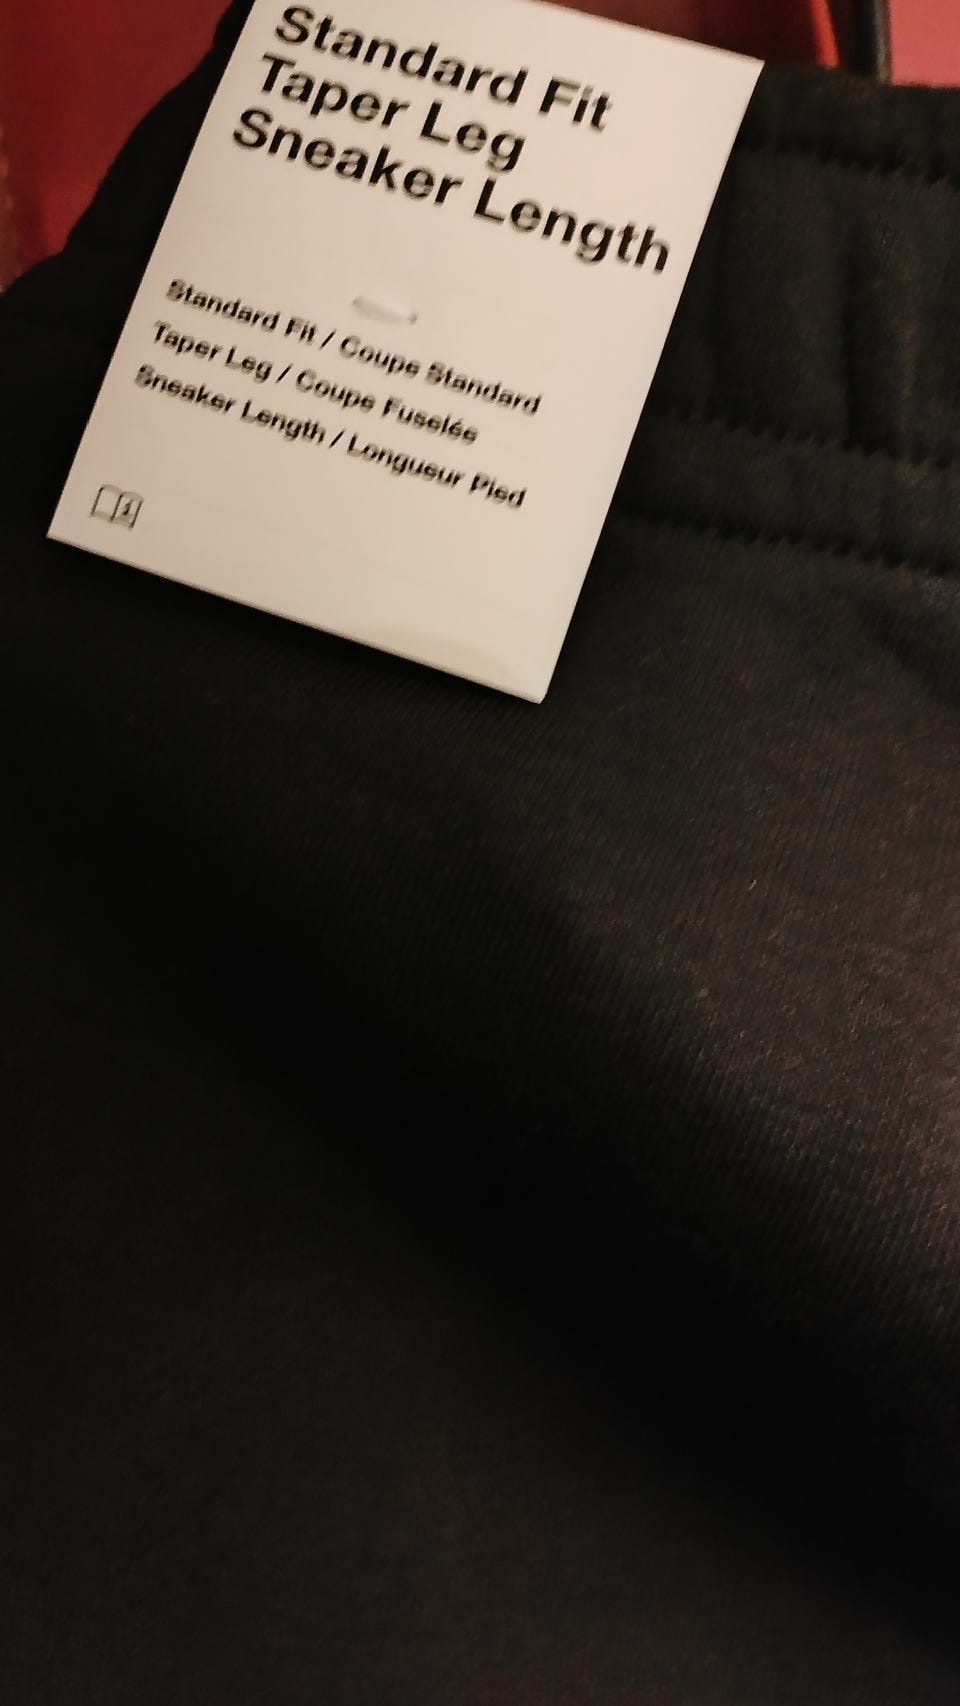 Standard Fit
Taper Leg
Sneaker Length
Standard Fit / Coupe Standard
Taper Leg / Coupe Fuselée
Sneaker Length / Longueur Pied